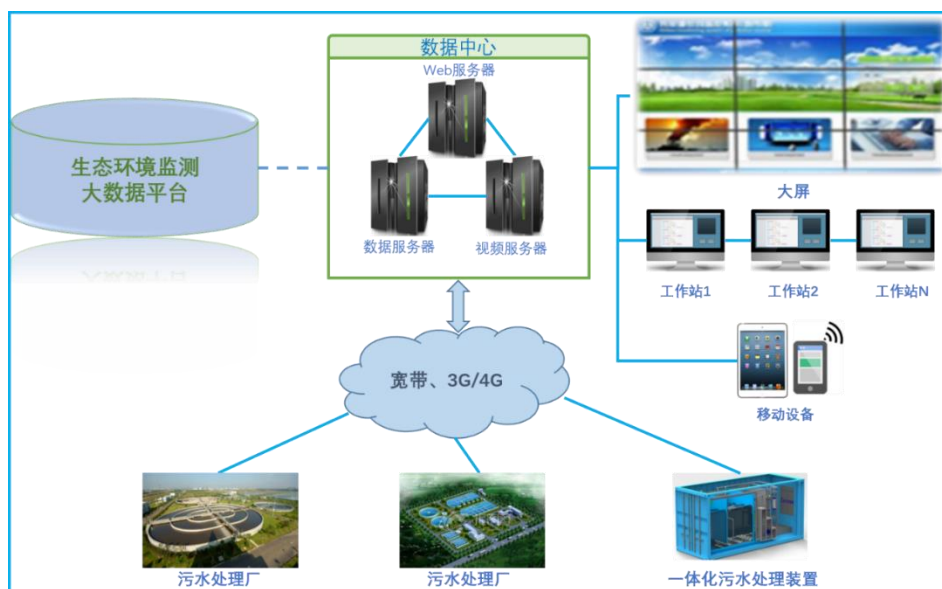 数据中心
Web服务器
生态环境监测
大数据平台
数据服务器
视频服务器
大屏
工作站1
工作站2
工作站N
宽带、3G/4G
移动设备
污水处理厂
污水处理厂
一体化污水处理装置